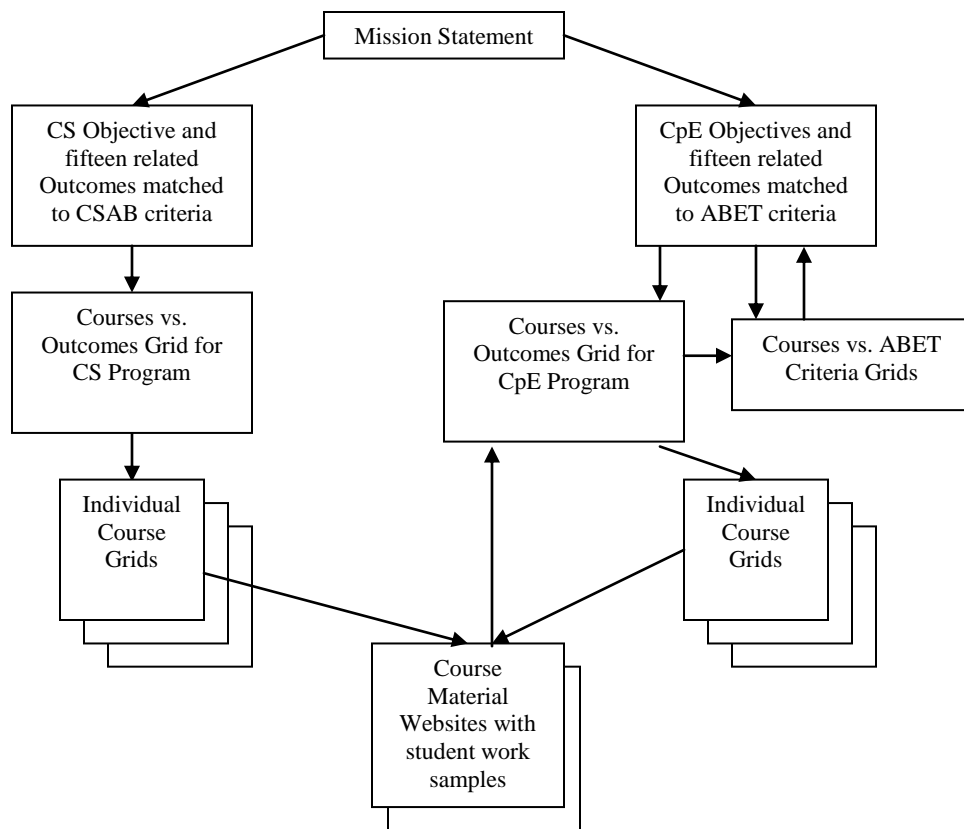 Mission Statement
CS Objective and
fifteen related
Outcomes matched
to CSAB criteria
CpE Objectives and
fifteen related
Outcomes matched
to ABET criteria
Courses vs.
Outcomes Grid for
CS Program
Courses vs.
Outcomes Grid for
CpE Program
Courses vs. ABET
Criteria Grids
Individual
Course
Grids
Individual
Course
Grids
Course
Material
Websites with
student work
samples